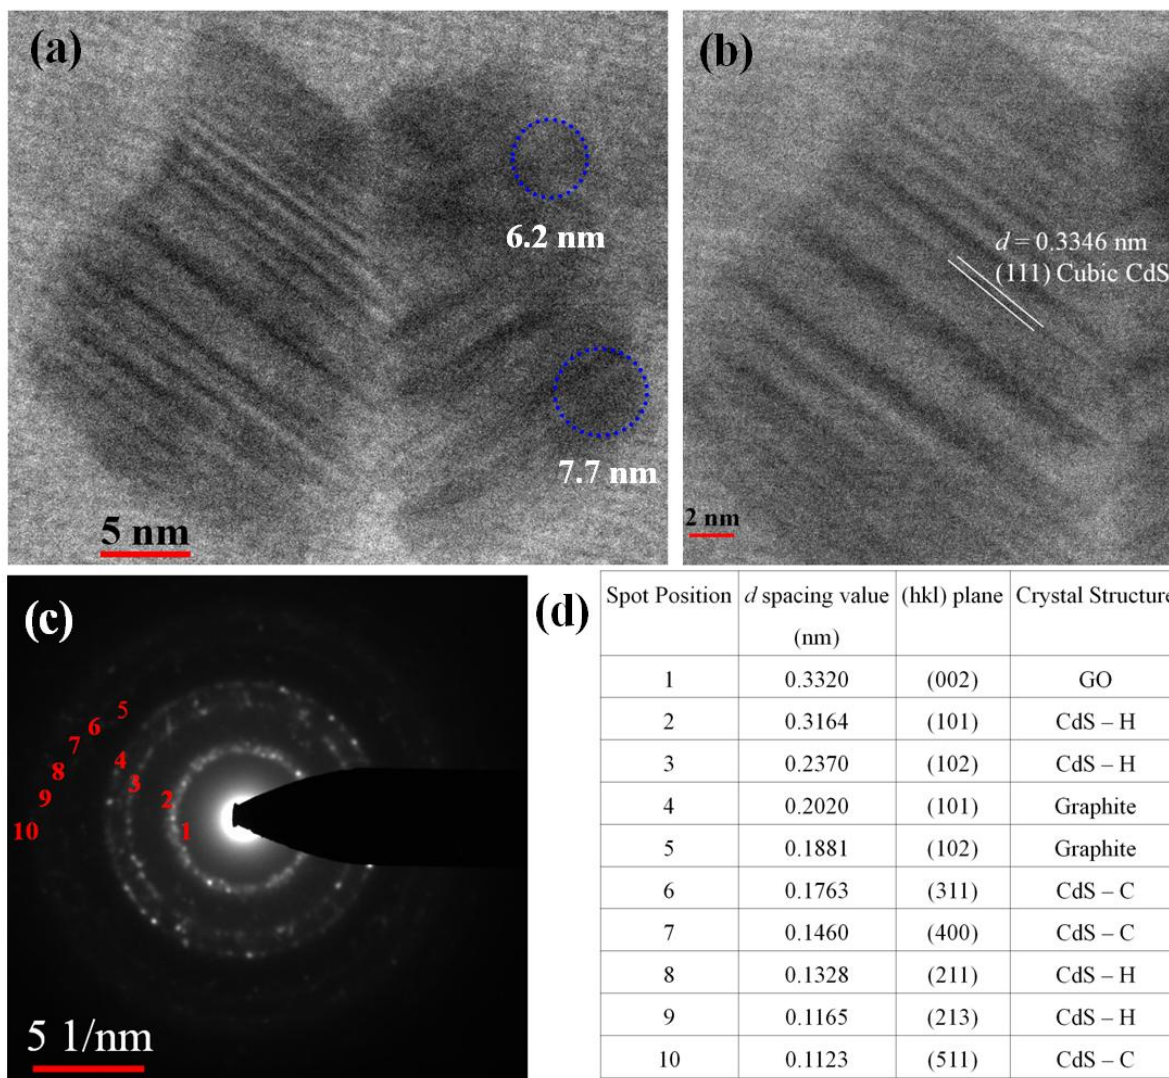 (a)
6.2 nm
7.7 nm
5 nm
(b)
d = 0.3346 nm
(111) Cubic CdS
2 nm
(c)
5
6
7
4
8
3
9
2
10
1
5 1/nm
(d)
Spot Position d spacing value (nm) (hkl) plane Crystal Structure
1 0.3320 (002) GO
2 0.3164 (101) CdS – H
3 0.2370 (102) CdS – H
4 0.2020 (101) Graphite
5 0.1881 (102) Graphite
6 0.1763 (311) CdS – C
7 0.1460 (400) CdS – C
8 0.1328 (211) CdS – H
9 0.1165 (213) CdS – H
10 0.1123 (511) CdS – C